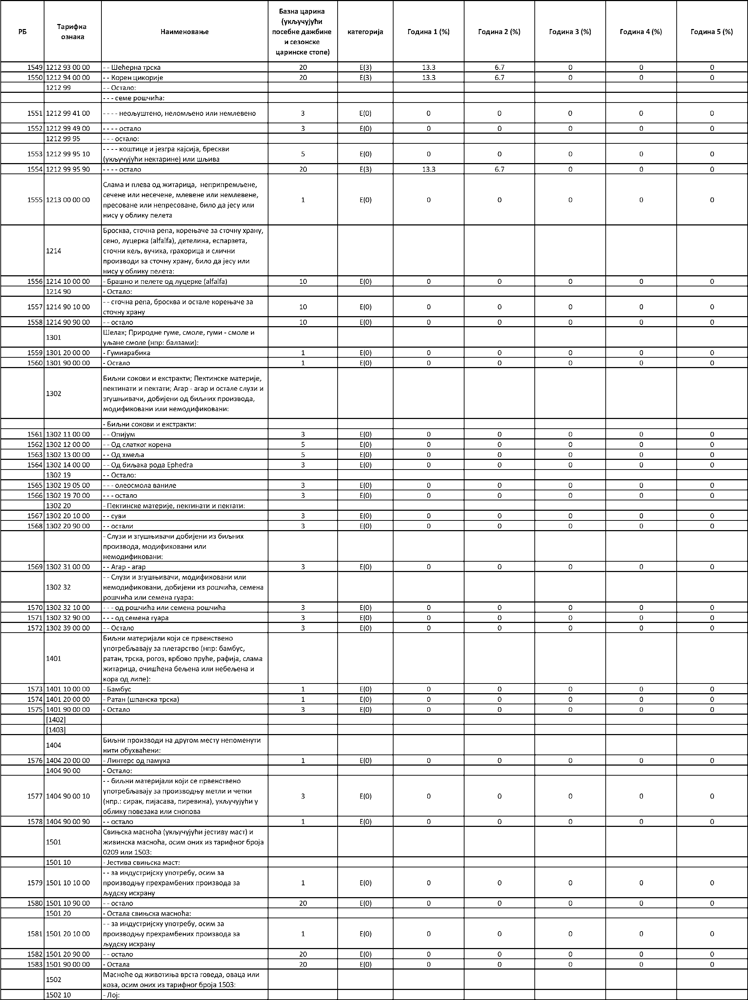 РБ Тарифна ознака Наименовање Базна царина (укључујући посебне дажбине и сезонске царинске стопе) категорија Година 1 (%) Година 2 (%) Година 3 (%) Година 4 (%) Година 5 (%)
1549 1212 93 00 00 - - Шећерна трска 20 E(3) 13.3 6.7 0 0 0
1550 1212 94 00 00 - - Корен цикорије 20 E(3) 13.3 6.7 0 0 0
1212 99 - - Остало:
- - - семе рошчића:
1551 1212 99 41 00 - - - - неољуштено, неломљено или немлевено 3 E(0) 0 0 0 0 0
1552 1212 99 49 00 - - - - остало 3 E(0) 0 0 0 0 0
1212 99 95 - - - остало:
1553 1212 99 95 10 - - - - коштице и језгра кајсија, брескви
(укључујући нектарине) или шљива 5 E(0) 0 0 0 0 0
1554 1212 99 95 90 - - - - остало 20 E(3) 13.3 6.7 0 0 0
1555 1213 00 00 00 Слама и плева од житарица, неприпремљене,
сечене или несечене, млевене или немлевене,
пресоване или непресоване, било да јесу или
нису у облику пелета 1 E(0) 0 0 0 0 0
1214 Бросква, сточна репа, корењаче за сточну храну,
сено, луцерка (alfalfa), детелина, еспарзета,
сточни кељ, вучика, грахорица и слични
производи за сточну храну, било да јесу или
нису у облику пелета:
1556 1214 10 00 00 - Брашно и пелете од луцерке (alfalfa) 10 E(0) 0 0 0 0 0
1214 90 - Остало:
1557 1214 90 10 00 - - сточна репа, бросква и остале корењаче за
сточну храну 10 E(0) 0 0 0 0 0
1558 1214 90 90 00 - - остало 10 E(0) 0 0 0 0 0
1301 Шелак; Природне гуме, смоле, гуми - смоле и
уљане смоле (нпр: балзами):
1559 1301 20 00 00 - Гумиарабика 1 E(0) 0 0 0 0 0
1560 1301 90 00 00 - Остало 1 E(0) 0 0 0 0 0
1302 Биљни сокови и екстракти; Пектинске материје,
пектинати и пектати; Агар - агар и остале слузи и
згушњивачи, добијени од биљних производа,
модификовани или немодификовани:
- Биљни сокови и екстракти:
1561 1302 11 00 00 - - Опијум 3 E(0) 0 0 0 0 0
1562 1302 12 00 00 - - Од слатког корена 5 E(0) 0 0 0 0 0
1563 1302 13 00 00 - - Од хмеља 5 E(0) 0 0 0 0 0
1564 1302 14 00 00 - - Од биљака рода Ephedra 3 E(0) 0 0 0 0 0
1302 19 - - Остало:
1565 1302 19 05 00 - - - олеосмола ваниле 3 E(0) 0 0 0 0 0
1566 1302 19 70 00 - - - остало 3 E(0) 0 0 0 0 0
1302 20 - Пектинске материје, пектинати и пектати:
1567 1302 20 10 00 - - суви 3 E(0) 0 0 0 0 0
1568 1302 20 90 00 - - остали 3 E(0) 0 0 0 0 0
- Слузи и згушњивачи добијени из биљних
производа, модификовани или
немодификовани:
1569 1302 31 00 00 - - Агар - агар 3 E(0) 0 0 0 0 0
1302 32 - - Слузи и згушњивачи, модификовани или
немодификовани, добијени из рошчића, семена
рошчића или семена гуара:
1570 1302 32 10 00 - - - од рошчића или семена рошчића 3 E(0) 0 0 0 0 0
1571 1302 32 90 00 - - - од семена гуара 3 E(0) 0 0 0 0 0
1572 1302 39 00 00 - - Остало 3 E(0) 0 0 0 0 0
1401 Биљни материјали који се првенствено
употребљавају за плетарство (нпр: бамбус,
ратан, трска, рогоз, врбово пруће, рафија, слама
житарица, очишћена бељена или небељена и
кора од липе):
1573 1401 10 00 00 - Бамбус 1 E(0) 0 0 0 0 0
1574 1401 20 00 00 - Ратан (шпанска трска) 1 E(0) 0 0 0 0 0
1575 1401 90 00 00 - Остало 3 E(0) 0 0 0 0 0
[1402]
[1403]
1404 Биљни производи на другом месту непоменути
нити обухваћени:
1576 1404 20 00 00 - Линтерс од памука 1 E(0) 0 0 0 0 0
1404 90 00 - Остало:
1577 1404 90 00 10 - - биљни материјали који се првенствено
употребљавају за производњу метли и четки
(нпр.: сирак, пијасава, пиревина), укључујући у
облику повезака или снопова 3 E(0) 0 0 0 0 0
1578 1404 90 00 90 - - остало 1 E(0) 0 0 0 0 0
1501 Свињска масноћа (укључујући јестиву маст) и
живинска масноћа, осим оних из тарифног броја
0209 или 1503:
1501 10 - Јестива свињска маст:
1579 1501 10 10 00 - - за индустријску употребу, осим за
производњу прехрамбених производа за
људску исхрану 1 E(0) 0 0 0 0 0
1580 1501 10 90 00 - - остало 20 E(0) 0 0 0 0 0
1501 20 - Остала свињска масноћа:
1581 1501 20 10 00 - - за индустријску употребу, осим за
производњу прехрамбених производа за
људску исхрану 1 E(0) 0 0 0 0 0
1582 1501 20 90 00 - - остало 20 E(0) 0 0 0 0 0
1583 1501 90 00 00 - Остала 20 E(0) 0 0 0 0 0
1502 Масноће од животиња врста говеда, оваца или
коза, осим оних из тарифног броја 1503:
1502 10 - Лој: